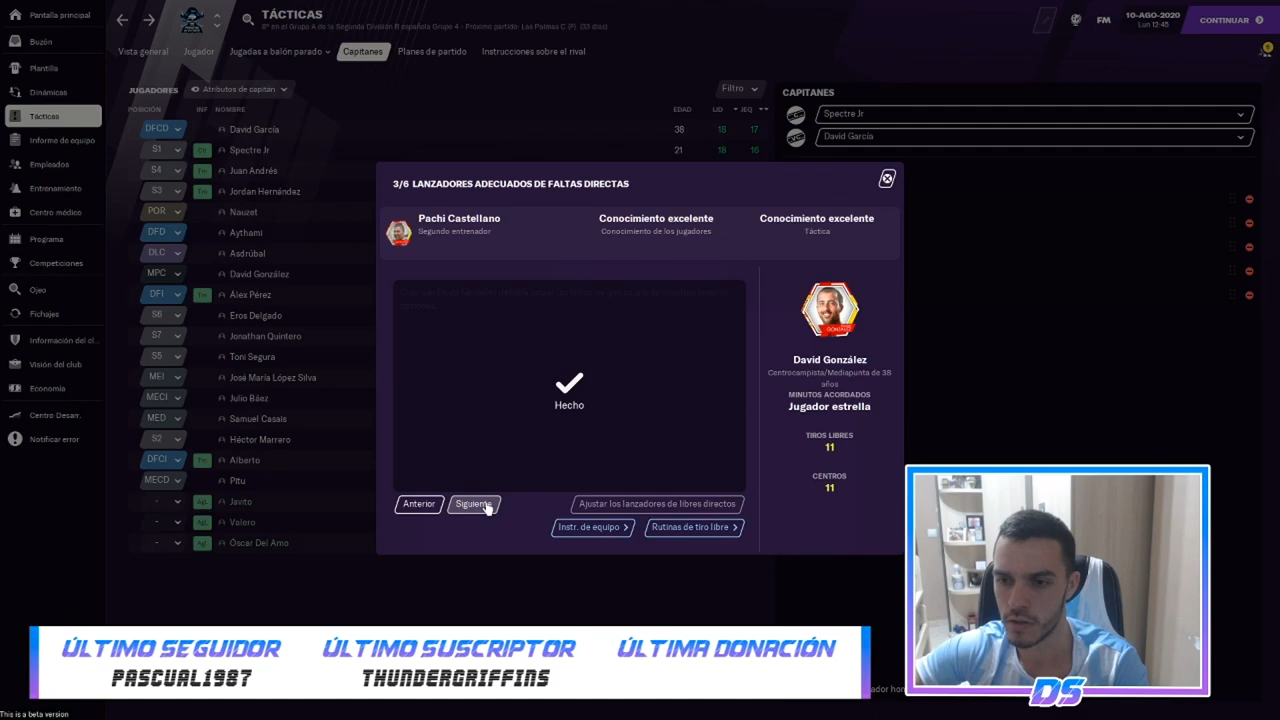 Pantalla principal
TÁCTICAS
10-AGO-2020
Lun 12:45
FM
CONTINUAR
Buzón
Vista general
Jugador
Jugadas a balón parado
Capitanes
Planes de partido
Instrucciones sobre el rival
Plantilla
Dinámicas
Tácticas
Informe de equipo
Empleados
Entrenamiento
Centro médico
Programa
Competiciones
Ojeo
Fichajes
Información del cl...
Visión del club
Economía
Centro Desarr.
Notificar error
JUGADORES
Atributos de capitán
Filtro
POSICIÓN INF NOMBRE EDAD LID JEQ
DFCD David García 38 18 17
S1 Spectre Jr 21 18 16
S4 Juan Andrés
S3 Jordan Hernández
POR Nauzet
DFD Aythami
DLC Asdrúbal
MPC David González
DFI Álex Pérez
S6 Eros Delgado
S7 Jonathan Quintero
S5 Toni Segura
MEI José María López Silva
MECI Julio Báez
MED Samuel Casais
S2 Héctor Marrero
DFCI Alberto
MECD Pitu
- Javito
- Valero
- Óscar Del Amo
CAPITANES
Spectre Jr
David García
3/6 LANZADORES ADECUADOS DE FALTAS DIRECTAS
Pachi Castellano
Segundo entrenador
Conocimiento excelente
Conocimiento de los jugadores
Conocimiento excelente
Táctica
Hecho
David González
Centrocampista/Mediapunta de 38
años
MINUTOS ACORDADOS
Jugador estrella
TIROS LIBRES
11
CENTROS
11
Anterior
Siguiente
Ajustar los lanzadores de libres directos
Instr. de equipo
Rutinas de tiro libre
ÚLTIMO SEGUIDOR
PASCUAL1987
ÚLTIMO SUSCRIPTOR
THUNDERGRIFFINS
ÚLTIMA DONACIÓN
DS
This is a beta version